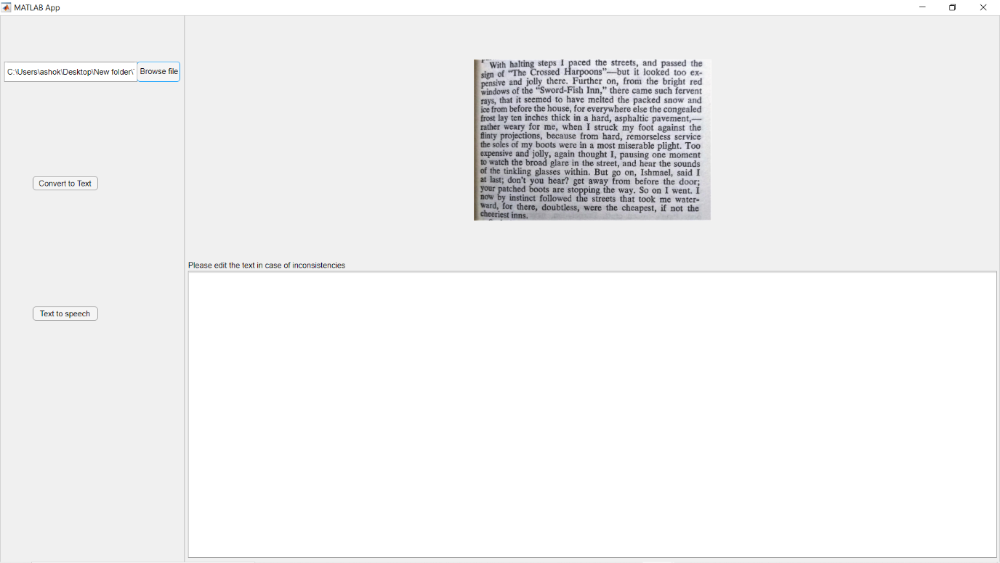 MATLAB App
C:\Users\ashok\Desktop\New folder\
Browse file
With halting steps I paced the streets, and passed the
sign of “The Crossed Harpoons”—but it looked too ex-
pensive and jolly there. Further on, from the bright red
windows of the “Sword-Fish Inn,” there came such fervent
rays, that it seemed to have melted the packed snow and
ice from before the house, for everywhere else the congealed
frost lay ten inches thick in a hard, asphaltic pavement,—
rather weary for me, when I struck my foot against the
flinty projections, because from hard, remorseless service
the soles of my boots were in a most miserable plight. Too
expensive and jolly, again thought I, pausing one moment
to watch the broad glare in the street, and hear the sounds
of the tinkling glasses within. But go on, Ishmael, said I
at last; don’t you hear? get away from before the door;
your patched boots are stopping the way. So on I went. I
now by instinct followed the streets that took me water-
ward, for there, doubtless, were the cheapest, if not the
cheeriest inns.
Convert to Text
Please edit the text in case of inconsistencies
Text to speech